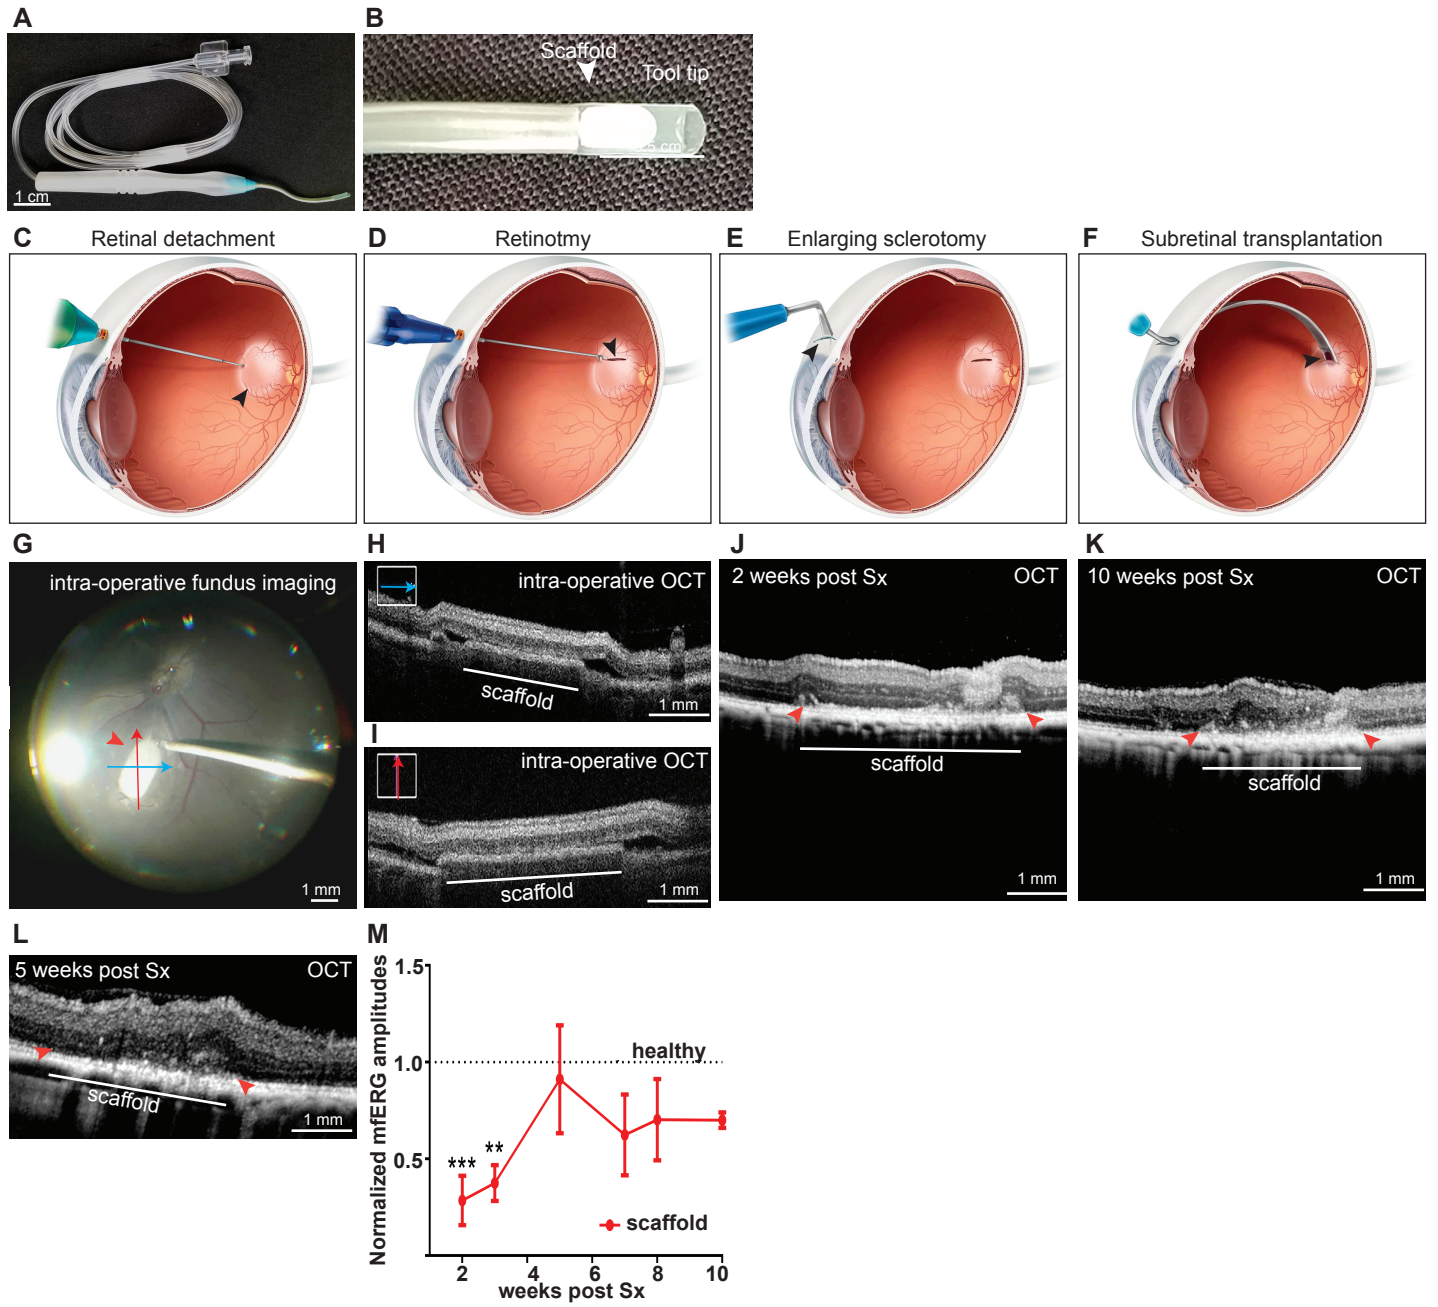 A
1 cm
B
Scaffold
Tool tip
5 cm
C
Retinal detachment
D
Retinotmy
E
Enlarging sclerotomy
F
Subretinal transplantation
G
intra-operative fundus imaging
1 mm
H
intra-operative OCT
scaffold
1 mm
I
intra-operative OCT
scaffold
1 mm
J
2 weeks post Sx
OCT
scaffold
1 mm
K
10 weeks post Sx
OCT
scaffold
1 mm
L
5 weeks post Sx
OCT
scaffold
1 mm
M
Normalized mfERG amplitudes
1.5
1.0
0.5
healthy
***
**
scaffold
2
4
6
8
10
weeks post Sx